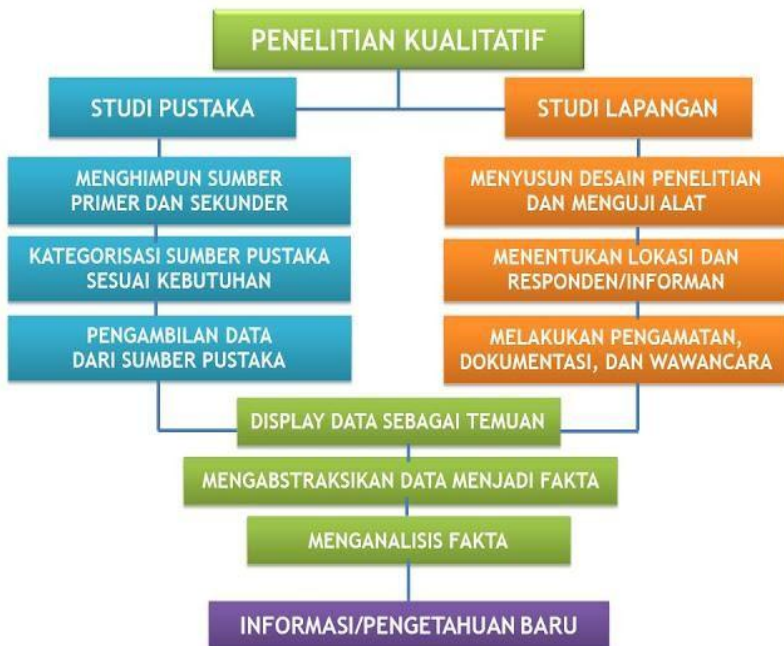 PENELITIAN KUALITATIF
STUDI PUSTAKA
MENGHIMPUN SUMBER
PRIMER DAN SEKUNDER
KATEGORISASI SUMBER PUSTAKA
SESUAI KEBUTUHAN
PENGAMBILAN DATA
DARI SUMBER PUSTAKA
STUDI LAPANGAN
MENYUSUN DESAIN PENELITIAN
DAN MENGUJI ALAT
MENENTUKAN LOKASI DAN
RESPONDEN/INFORMAN
MELAKUKAN PENGAMATAN,
DOKUMENTASI, DAN WAWANCARA
DISPLAY DATA SEBAGAI TEMUAN
MENGABSTRAKSIKAN DATA MENJADI FAKTA
MENGANALISIS FAKTA
INFORMASI/PENGETAHUAN BARU